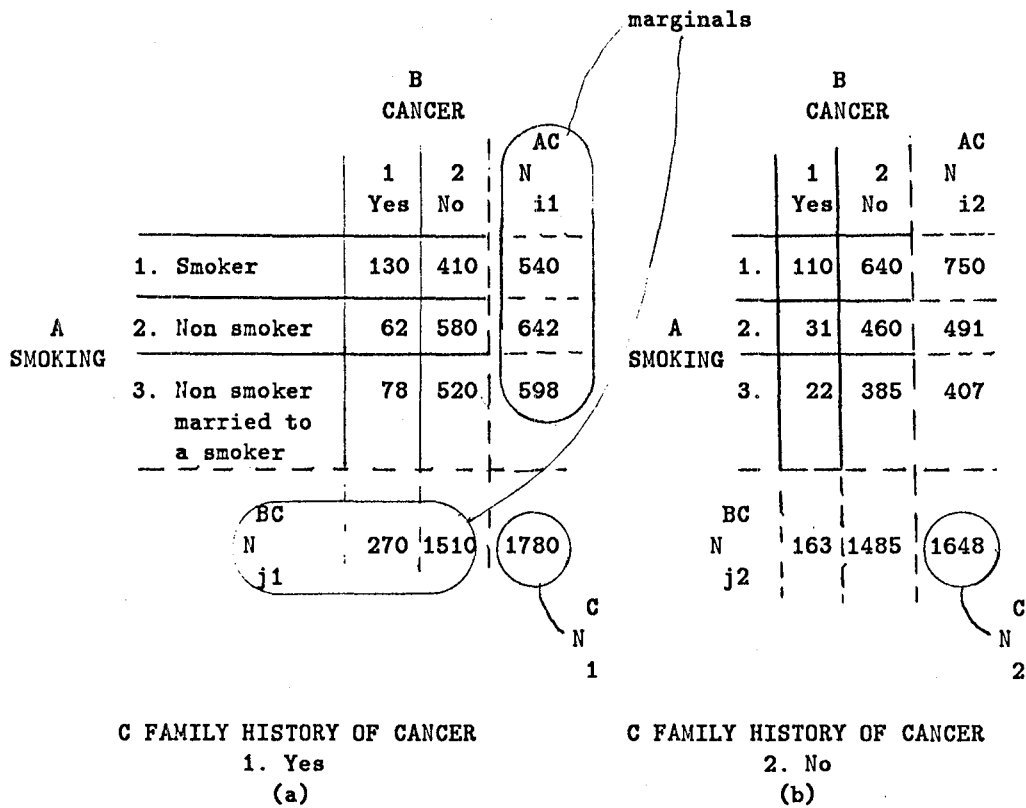 marginals
B
CANCER
AC
1 2 N
Yes No i1
1. Smoker 130 410 540
A 2. Non smoker 62 580 642
SMOKING
3. Non smoker 78 520 598
married to
a smoker
BC
N 270 1510 1780
j1
C
N
1
C FAMILY HISTORY OF CANCER
1. Yes
(a)
B
CANCER
AC
1 2 N
Yes No i2
1. 110 640 750
A 2. 31 460 491
SMOKING
3. 22 385 407
BC
N 163 1485 1648
j2
C
N
2
C FAMILY HISTORY OF CANCER
2. No
(b)